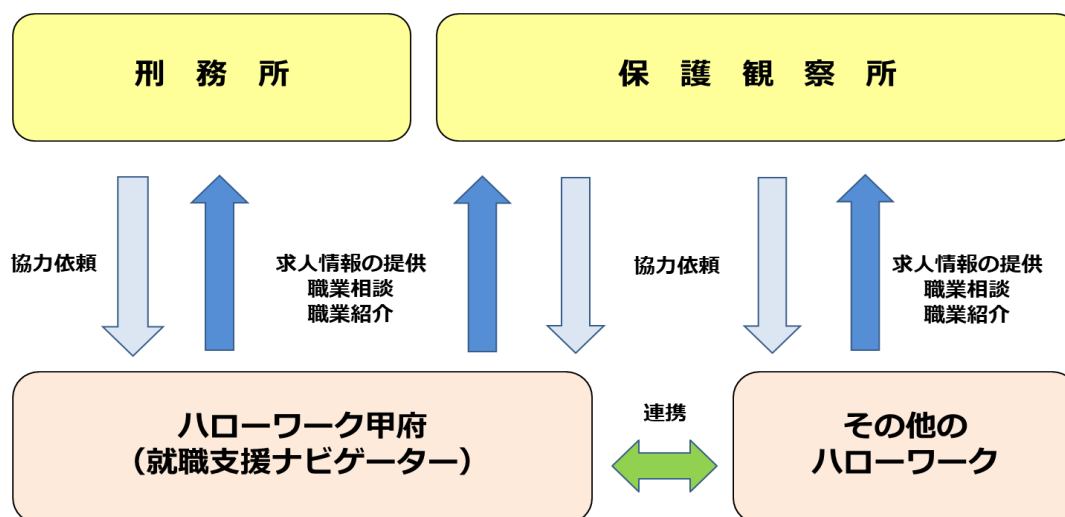 刑　務　所
保　護　観　察　所
協力依頼
求人情報の提供
職業相談
職業紹介
協力依頼
求人情報の提供
職業相談
職業紹介
ハローワーク甲府
（就職支援ナビゲーター）
連携
その他の
ハローワーク